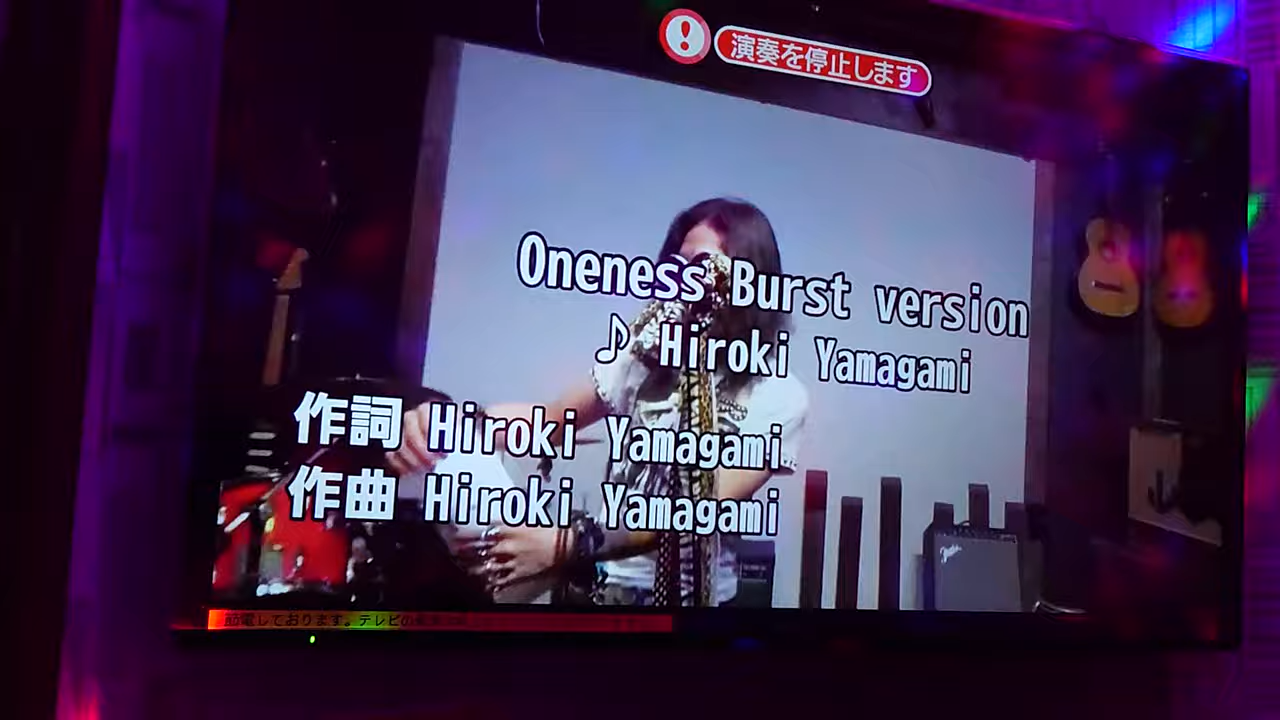 演奏を停止します
Oneness Burst version
♪ Hiroki Yamagami
作詞 Hiroki Yamagami
作曲 Hiroki Yamagami
Fender
節電しております。テレビの